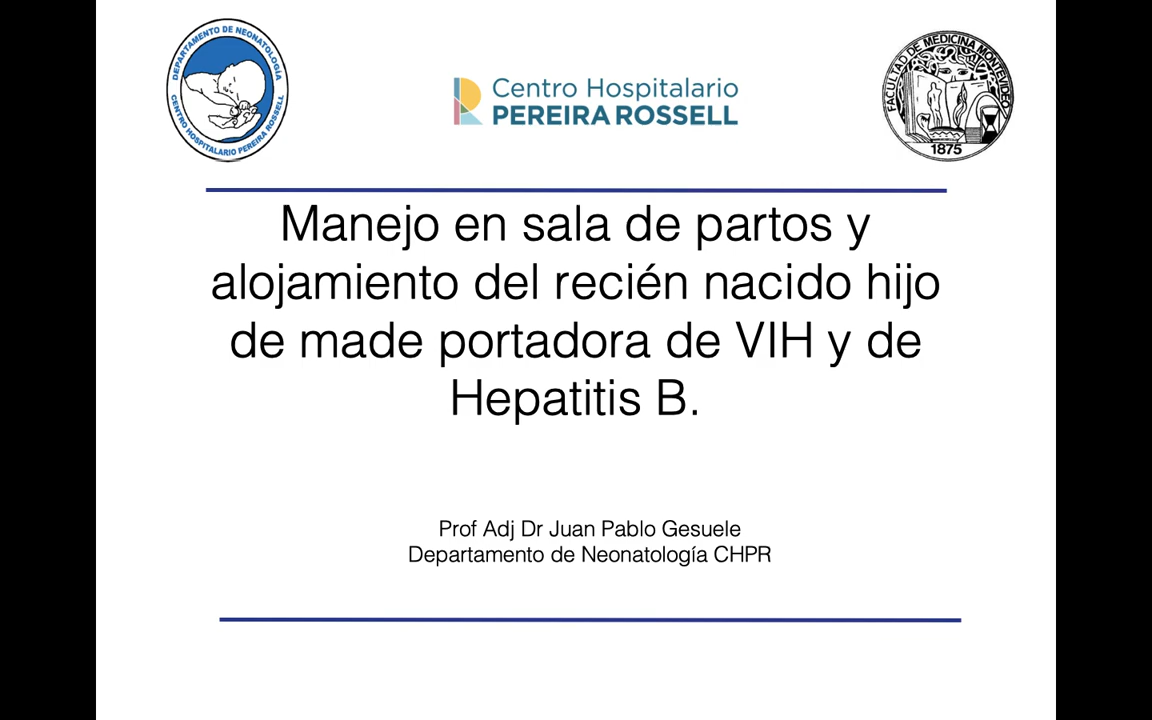 DEPARTAMENTO DE NEONATOLOGÍA
CENTRO HOSPITALARIO PEREIRA ROSSELL
Centro Hospitalario
PEREIRA ROSSELL
FACULTAD DE MEDICINA MONTEVIDEO
1875
Manejo en sala de partos y
alojamiento del recién nacido hijo
de made portadora de VIH y de
Hepatitis B.
Prof Adj Dr Juan Pablo Gesuele
Departamento de Neonatología CHPR